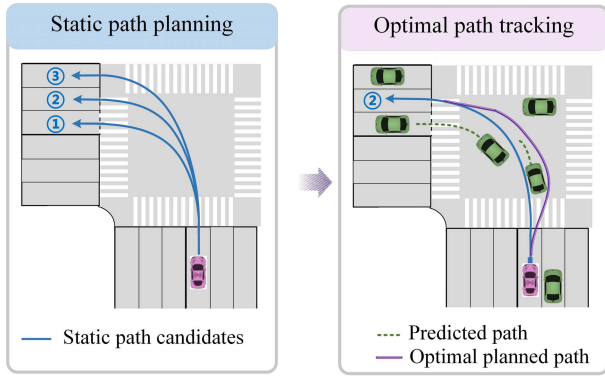 Static path planning
Optimal path tracking
③
②
①
②
Static path candidates
Predicted path
Optimal planned path